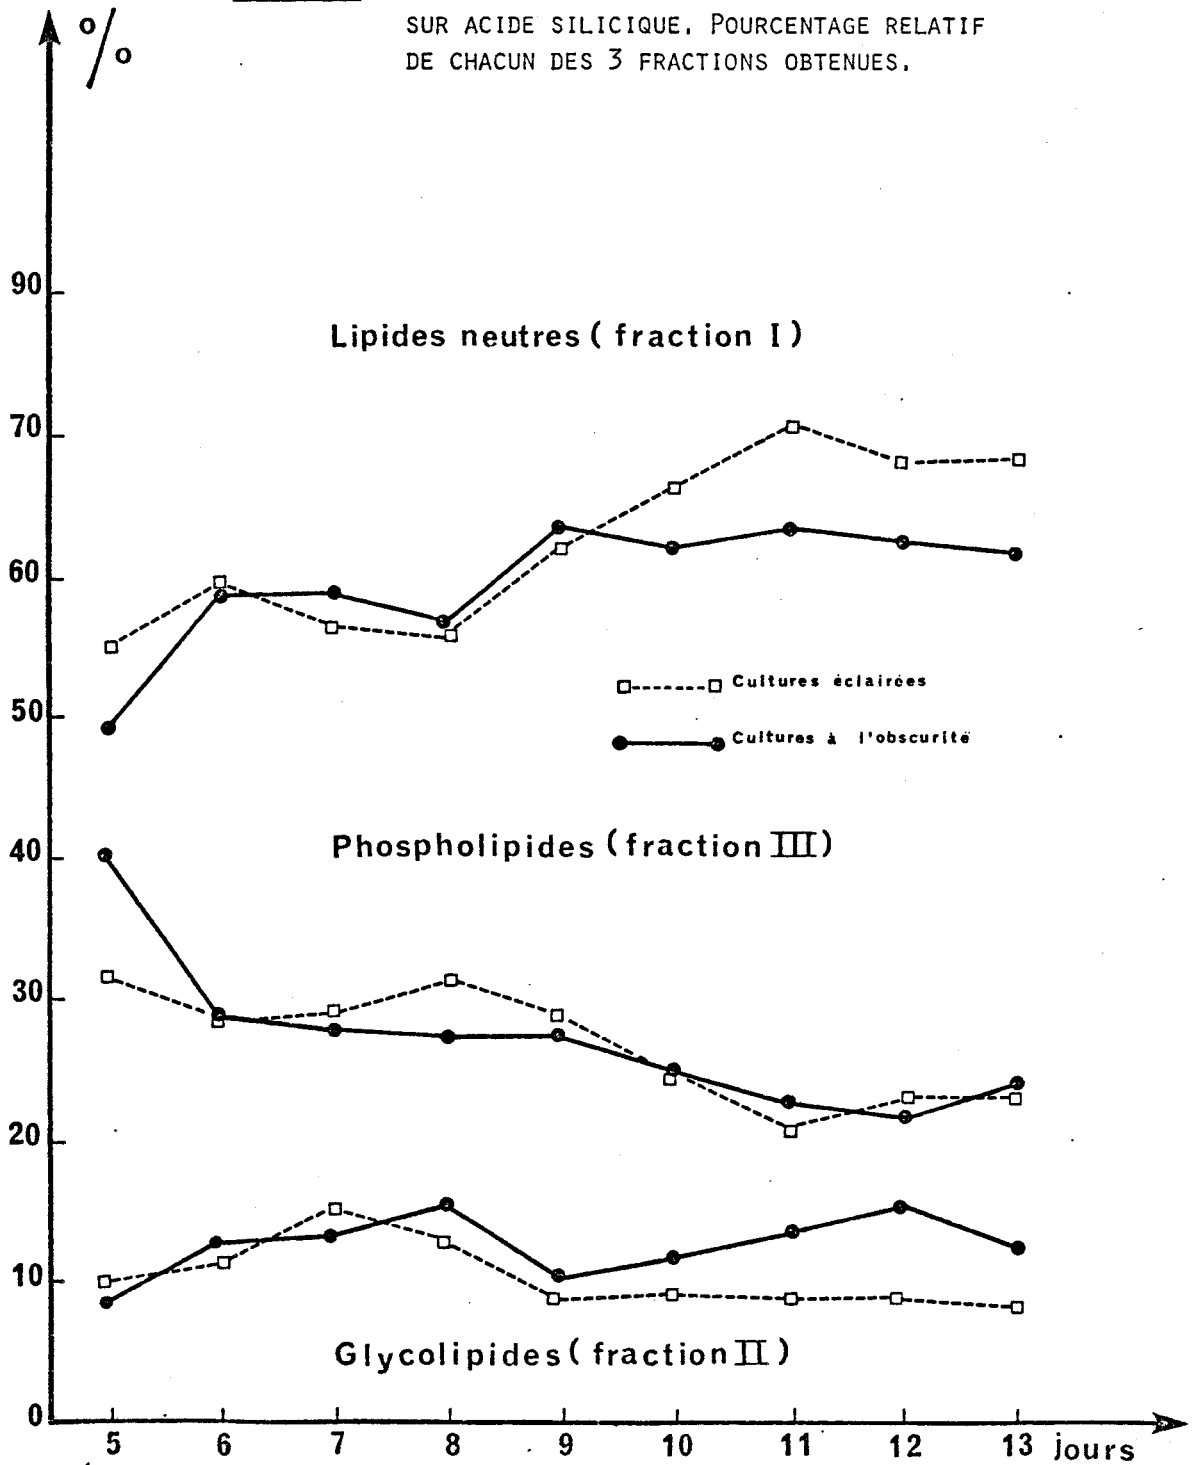 %
SUR ACIDE SILICIQUE. POURCENTAGE RELATIF
DE CHACUN DES 3 FRACTIONS OBTENUES.
90
Lipides neutres (fraction I)
70
60
Cultures éclairées
50
Cultures à l'obscurité
Phospholipides (fraction III)
40
30
20
10
Glycolipides (fraction II)
0
5 6 7 8 9 10 11 12 13 jours